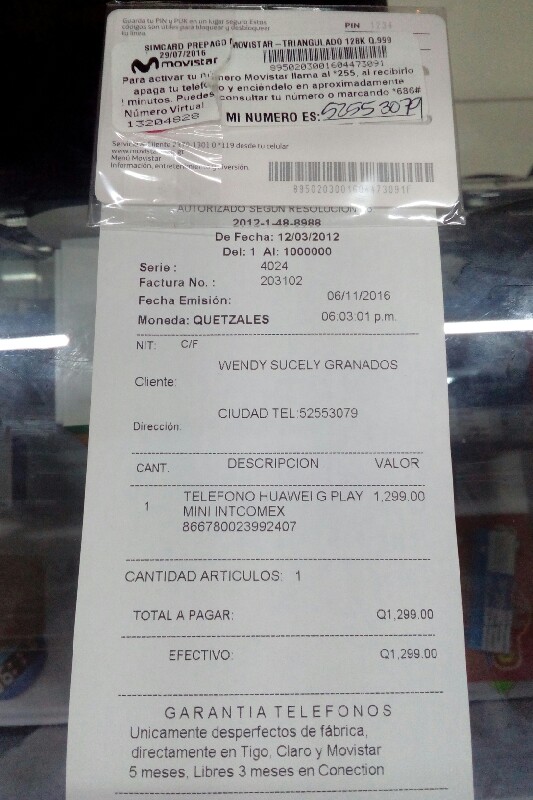 Guarda tu PIN y PUK en un lugar seguro. Estos
códigos son útiles para bloquear y desbloquear
tu línea.
PIN 1234
SIMCARD PREPAGO MOVISTAR - TRIANGULADO 128K Q.999
29/07/2016
movistar
8950203001604473091
Para activar tu número Movistar llama al *255, al recibirlo
apaga tu teléfono y enciéndelo en aproximadamente
minutos. Puedes consultar tu número o marcando *636#
Número Virtual
13204828
MI NUMERO ES: 52553079
Servicio al Cliente 2379-1301 o *119 desde tu celular
Menú Movistar
8950203001604473091F
AUTORIZADO SEGUN RESOLUCION
2012-1-48-8988
De Fecha: 12/03/2012
Del: 1 Al: 1000000
Serie : 4024
Factura No. : 203102
Fecha Emisión: 06/11/2016
Moneda: QUETZALES 06:03:01 p.m.
NIT: C/F
WENDY SUCELY GRANADOS
Cliente:
CIUDAD TEL:52553079
Dirección:
CANT. DESCRIPCION VALOR
1 TELEFONO HUAWEI G PLAY 1,299.00
MINI INTCOMEX
866780023992407
CANTIDAD ARTICULOS: 1
TOTAL A PAGAR: Q1,299.00
EFECTIVO: Q1,299.00
GARANTIA TELEFONOS
Unicamente desperfectos de fábrica,
directamente en Tigo, Claro y Movistar
5 meses, Libres 3 meses en Conection